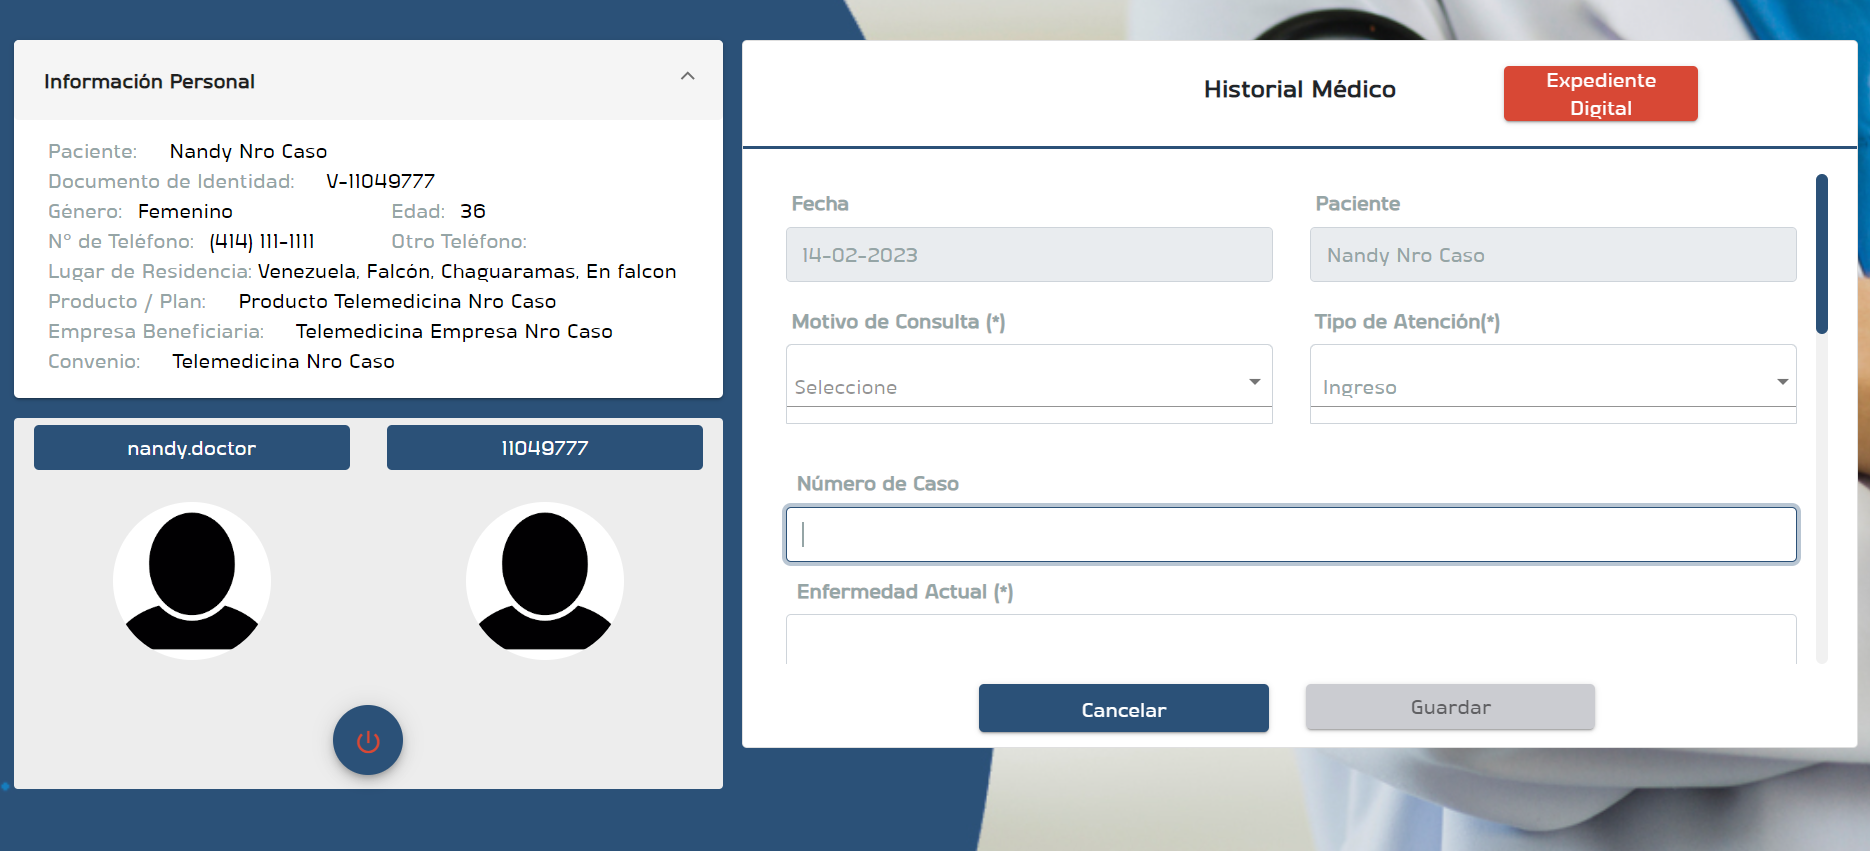 Información Personal
Paciente: Nandy Nro Caso
Documento de Identidad: V-11049777
Género: Femenino Edad: 36
N° de Teléfono: (414) 111-1111 Otro Teléfono:
Lugar de Residencia: Venezuela, Falcón, Chaguaramas, En falcon
Producto / Plan: Producto Telemedicina Nro Caso
Empresa Beneficiaria: Telemedicina Empresa Nro Caso
Convenio: Telemedicina Nro Caso
nandy.doctor 11049777
Historial Médico
Expediente
Digital
Fecha Paciente
14-02-2023 Nandy Nro Caso
Motivo de Consulta (*) Tipo de Atención(*)
Seleccione Ingreso
Número de Caso
Enfermedad Actual (*)
Cancelar Guardar